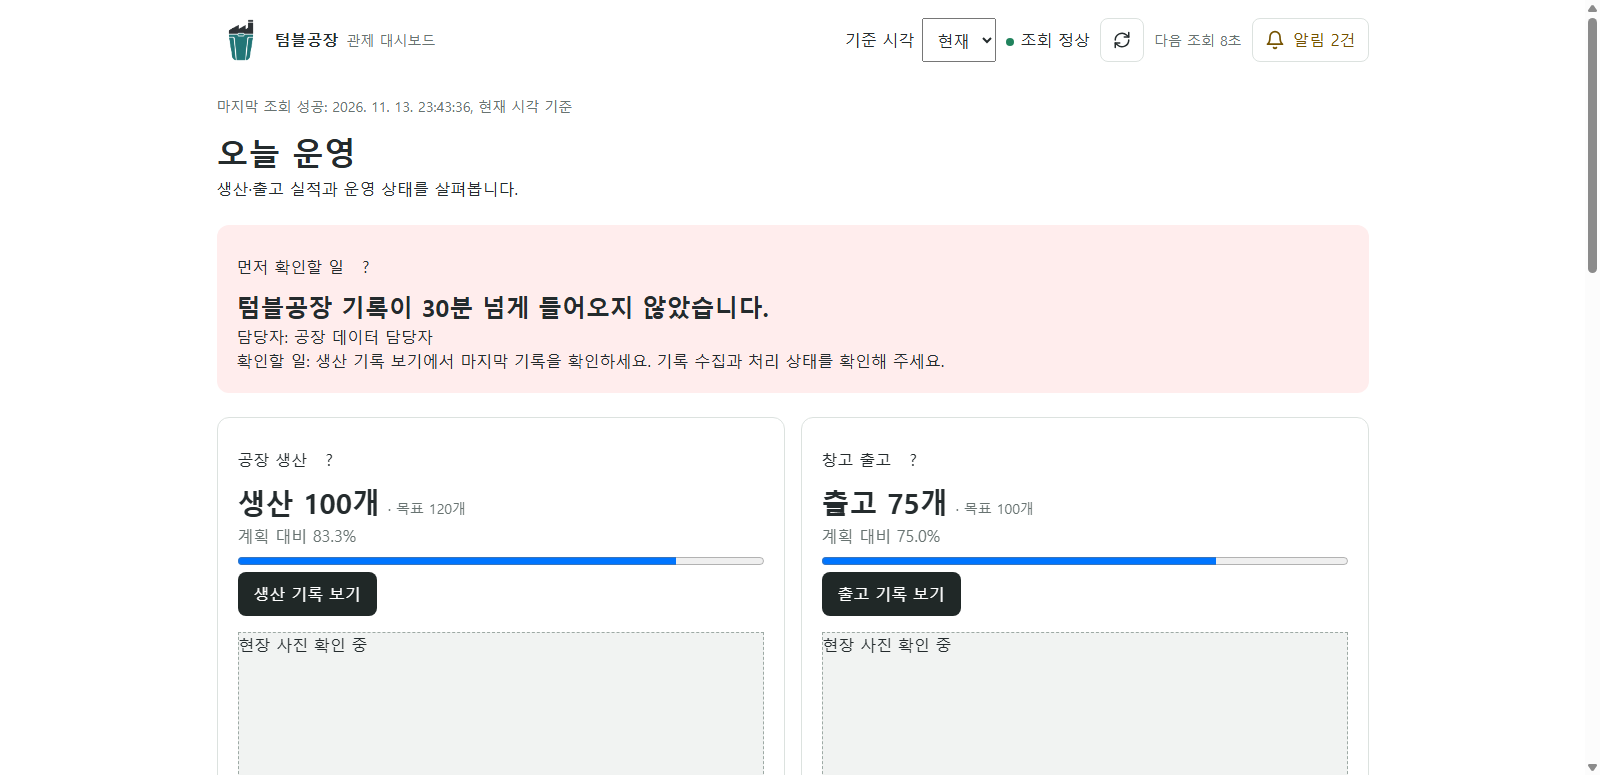 텀블공장 관제 대시보드
기준 시각 현재 조회 정상 다음 조회 8초 알림 2건
마지막 조회 성공: 2026. 11. 13. 23:43:36, 현재 시각 기준
오늘 운영
생산·출고 실적과 운영 상태를 살펴봅니다.
먼저 확인할 일 ?
텀블공장 기록이 30분 넘게 들어오지 않았습니다.
담당자: 공장 데이터 담당자
확인할 일: 생산 기록 보기에서 마지막 기록을 확인하세요. 기록 수집과 처리 상태를 확인해 주세요.
공장 생산 ?
생산 100개 · 목표 120개
계획 대비 83.3%
생산 기록 보기
현장 사진 확인 중
창고 출고 ?
출고 75개 · 목표 100개
계획 대비 75.0%
출고 기록 보기
현장 사진 확인 중